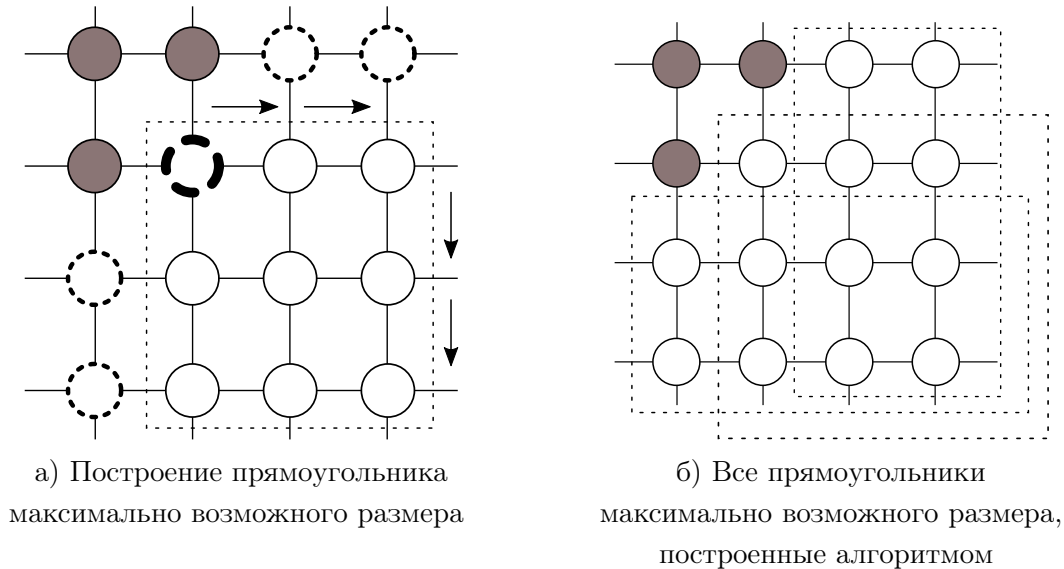 а) Построение прямоугольника
максимально возможного размера
б) Все прямоугольники
максимально возможного размера,
построенные алгоритмом